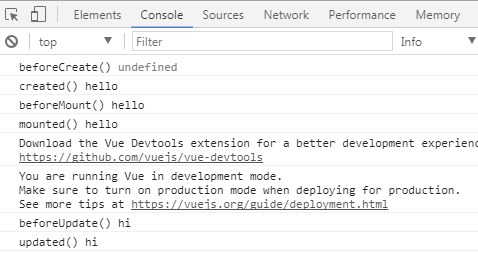 Elements Console Sources Network Performance Memory
top Filter Info
beforeCreate() undefined
created() hello
beforeMount() hello
mounted() hello
Download the Vue Devtools extension for a better development experienc
https://github.com/vuejs/vue-devtools
You are running Vue in development mode.
Make sure to turn on production mode when deploying for production.
See more tips at https://vuejs.org/guide/deployment.html
beforeUpdate() hi
updated() hi